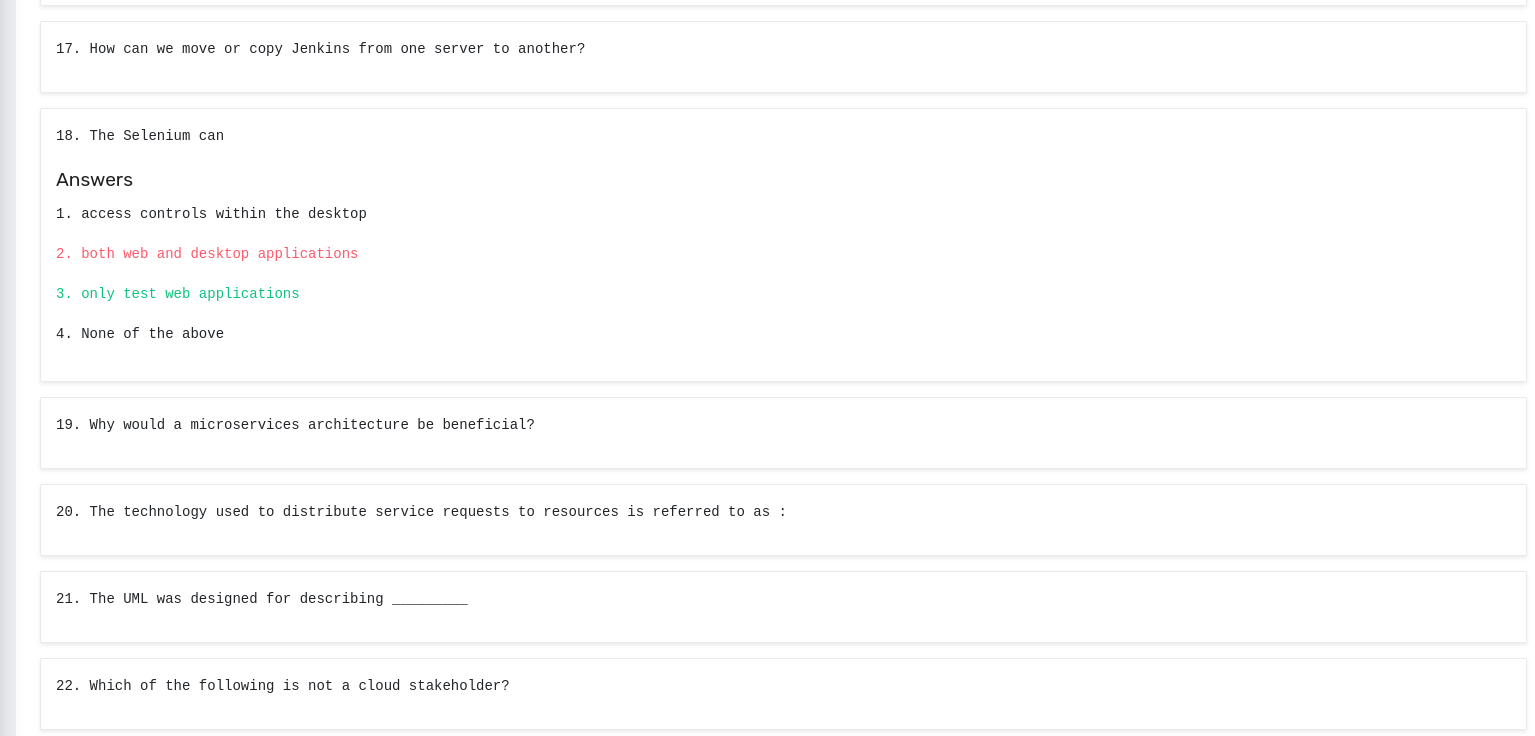 17. How can we move or copy Jenkins from one server to another?
18. The Selenium can
Answers
1. access controls within the desktop
2. both web and desktop applications
3. only test web applications
4. None of the above
19. Why would a microservices architecture be beneficial?
20. The technology used to distribute service requests to resources is referred to as :
21. The UML was designed for describing _________
22. Which of the following is not a cloud stakeholder?